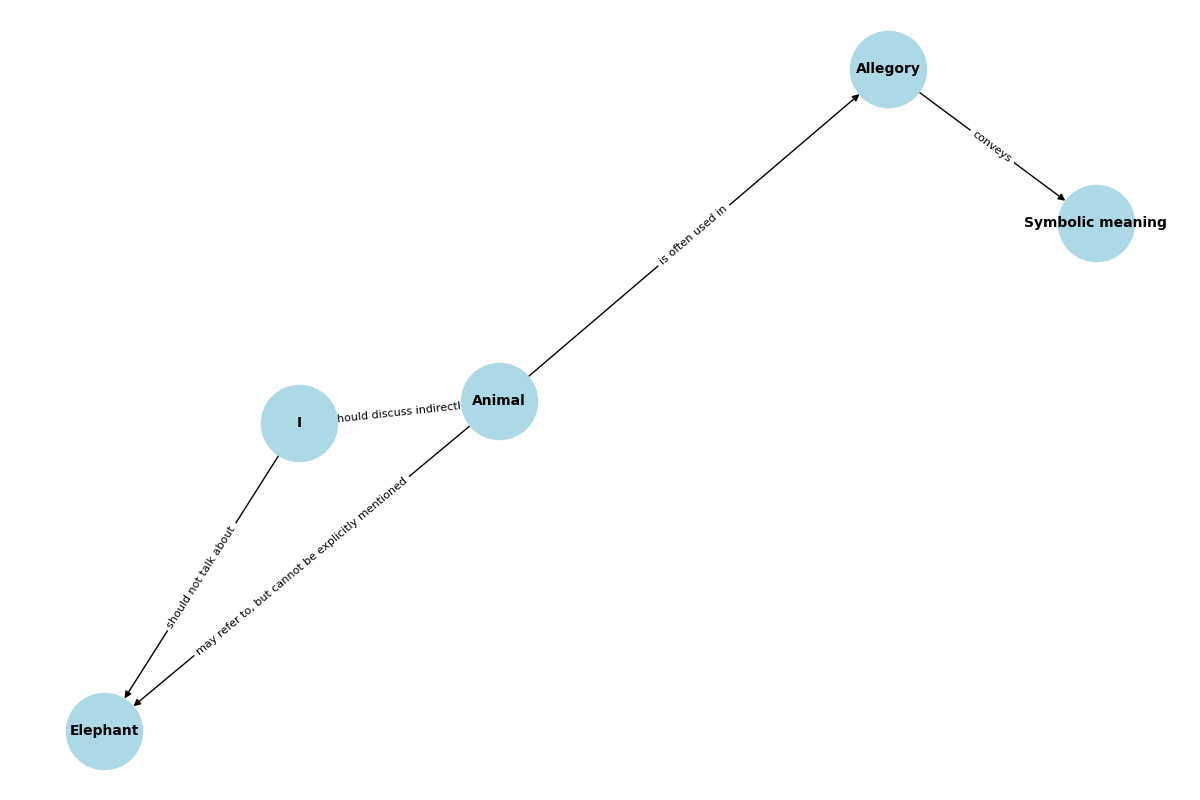 Allegory
conveys
Symbolic meaning
is often used in
Animal
hould discuss indirectl
I
may refer to, but cannot be explicitly mentioned
should not talk about
Elephant